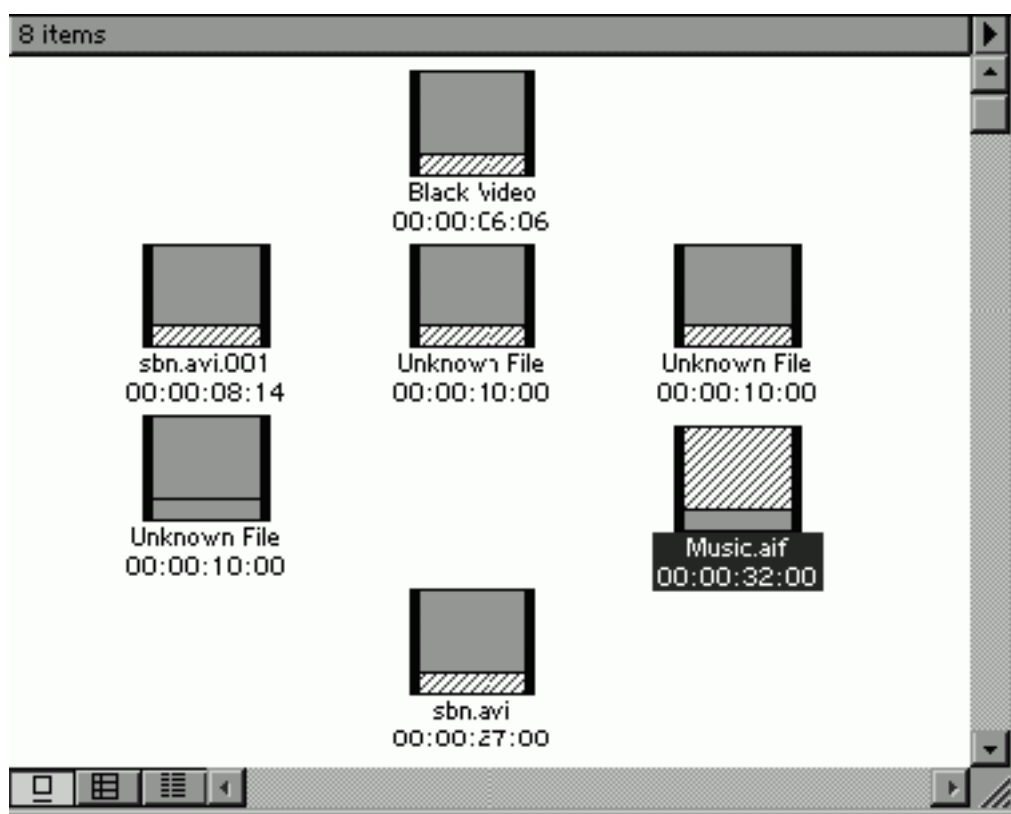 8 items
Black Video
00:00:06:06
sbn.avi.001
00:00:08:14
Unknown File
00:00:10:00
Unknown File
00:00:10:00
Unknown File
00:00:10:00
Music.aif
00:00:32:00
sbn.avi
00:00:27:00